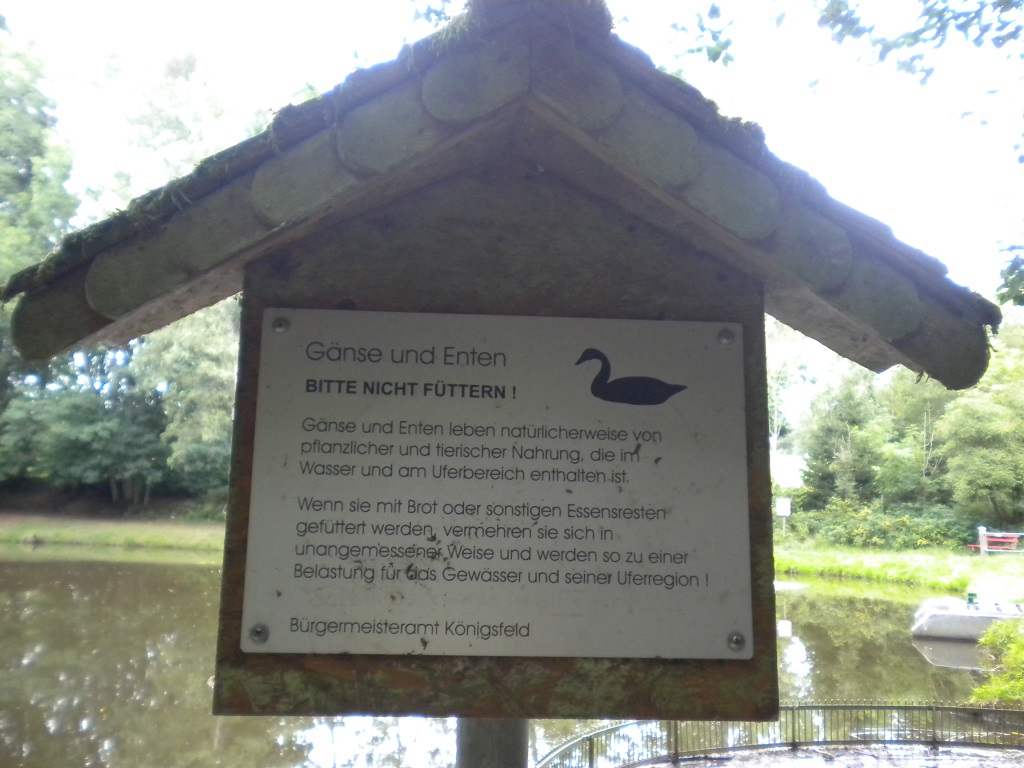 Gänse und Enten
BITTE NICHT FÜTTERN !
Gänse und Enten leben natürlicherweise von
pflanzlicher und tierischer Nahrung, die im
Wasser und am Uferbereich enthalten ist.
Wenn sie mit Brot oder sonstigen Essensresten
gefüttert werden, vermehren sie sich in
unangemessener Weise und werden so zu einer
Belastung für das Gewässer und seiner Uferregion !
Bürgermeisteramt Königsfeld